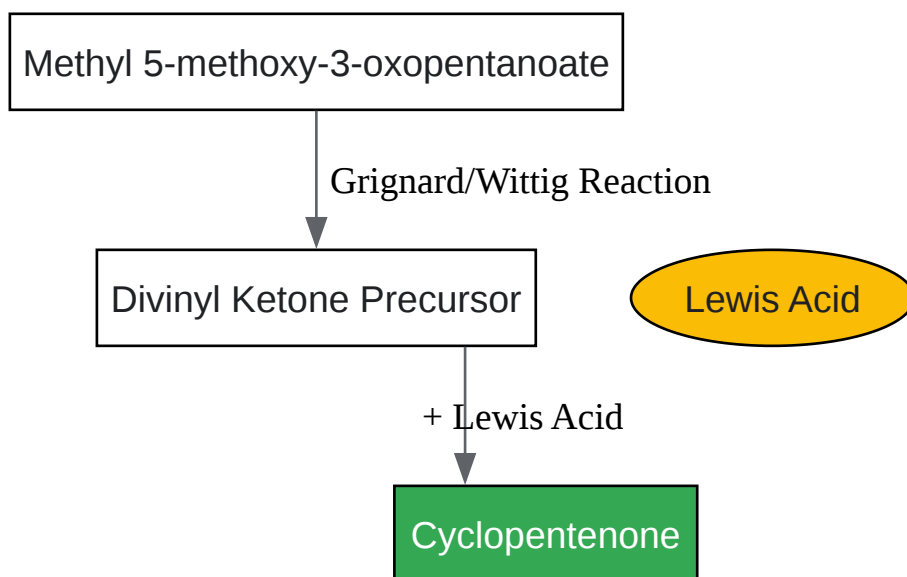 Methyl 5-methoxy-3-oxopentanoate
Grignard/Wittig Reaction
Divinyl Ketone Precursor
Lewis Acid
+ Lewis Acid
Cyclopentenone